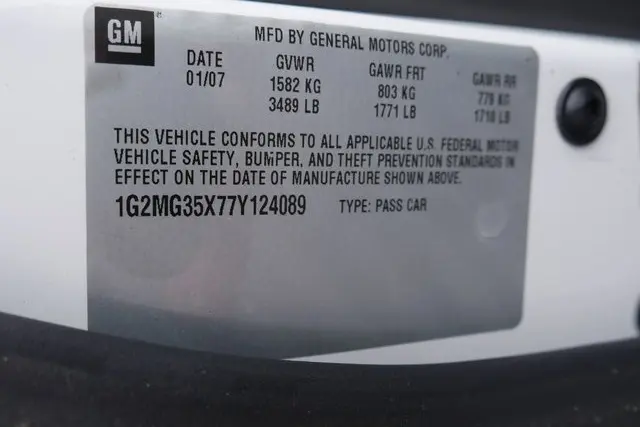 GM
MFD BY GENERAL MOTORS CORP.
DATE GVWR GAWR FRT GAWR RR
01/07 1582 KG 803 KG 779 KG
3489 LB 1771 LB 1718 LB
THIS VEHICLE CONFORMS TO ALL APPLICABLE U.S. FEDERAL MOTOR
VEHICLE SAFETY, BUMPER, AND THEFT PREVENTION STANDARDS IN
EFFECT ON THE DATE OF MANUFACTURE SHOWN ABOVE.
1G2MG35X77Y124089 TYPE: PASS CAR